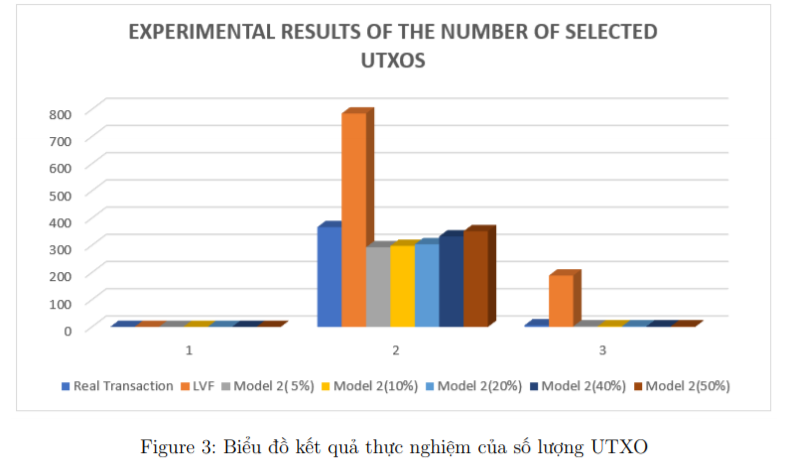 EXPERIMENTAL RESULTS OF THE NUMBER OF SELECTED
UTXOS
800
700
600
500
400
300
200
100
0
1 2 3
Real Transaction LVF Model 2( 5%) Model 2(10%) Model 2(20%) Model 2(40%) Model 2(50%)
Figure 3: Biểu đồ kết quả thực nghiệm của số lượng UTXO